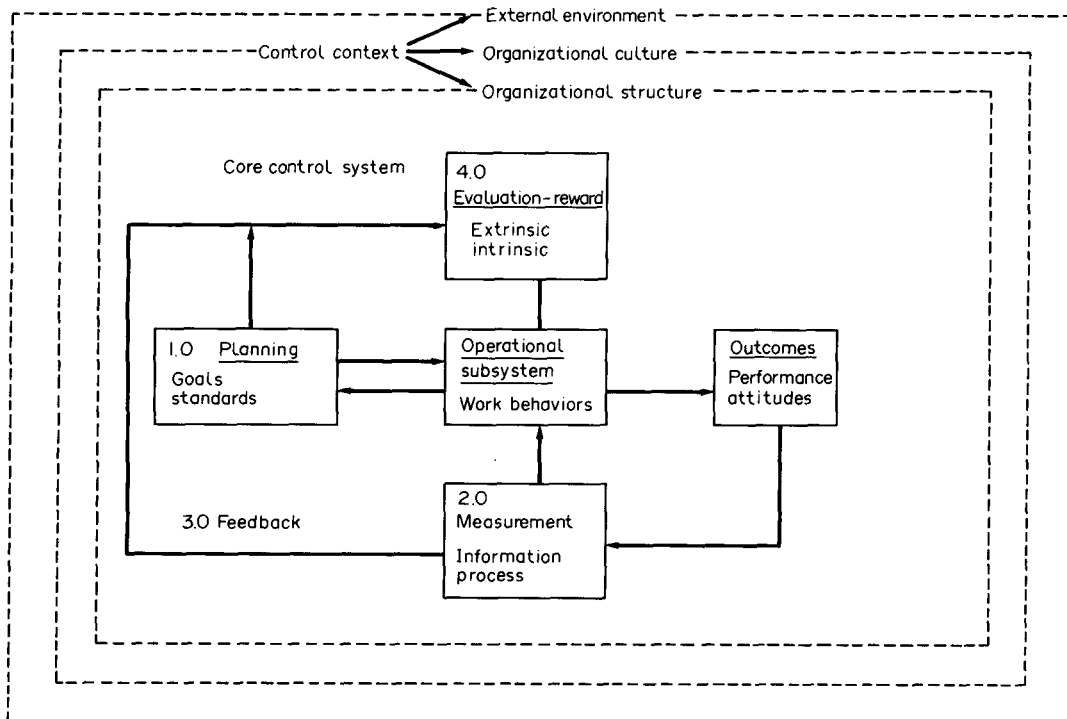 External environment
Control context
Organizational culture
Organizational structure
Core control system
4.0
Evaluation-reward
Extrinsic
intrinsic
1.0 Planning
Goals
standards
Operational
subsystem
Work behaviors
Outcomes
Performance
attitudes
3.0 Feedback
2.0
Measurement
Information
process